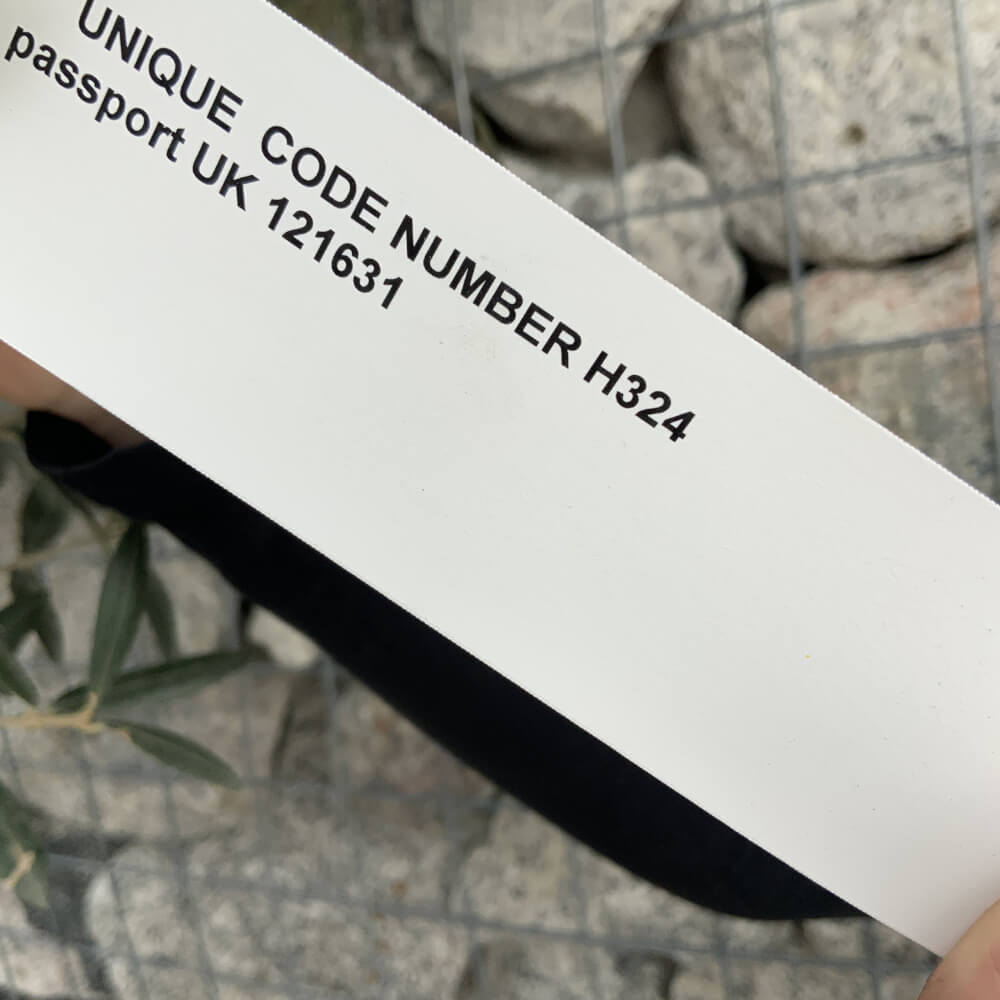 UNIQUE CODE NUMBER H324
passport UK 121631